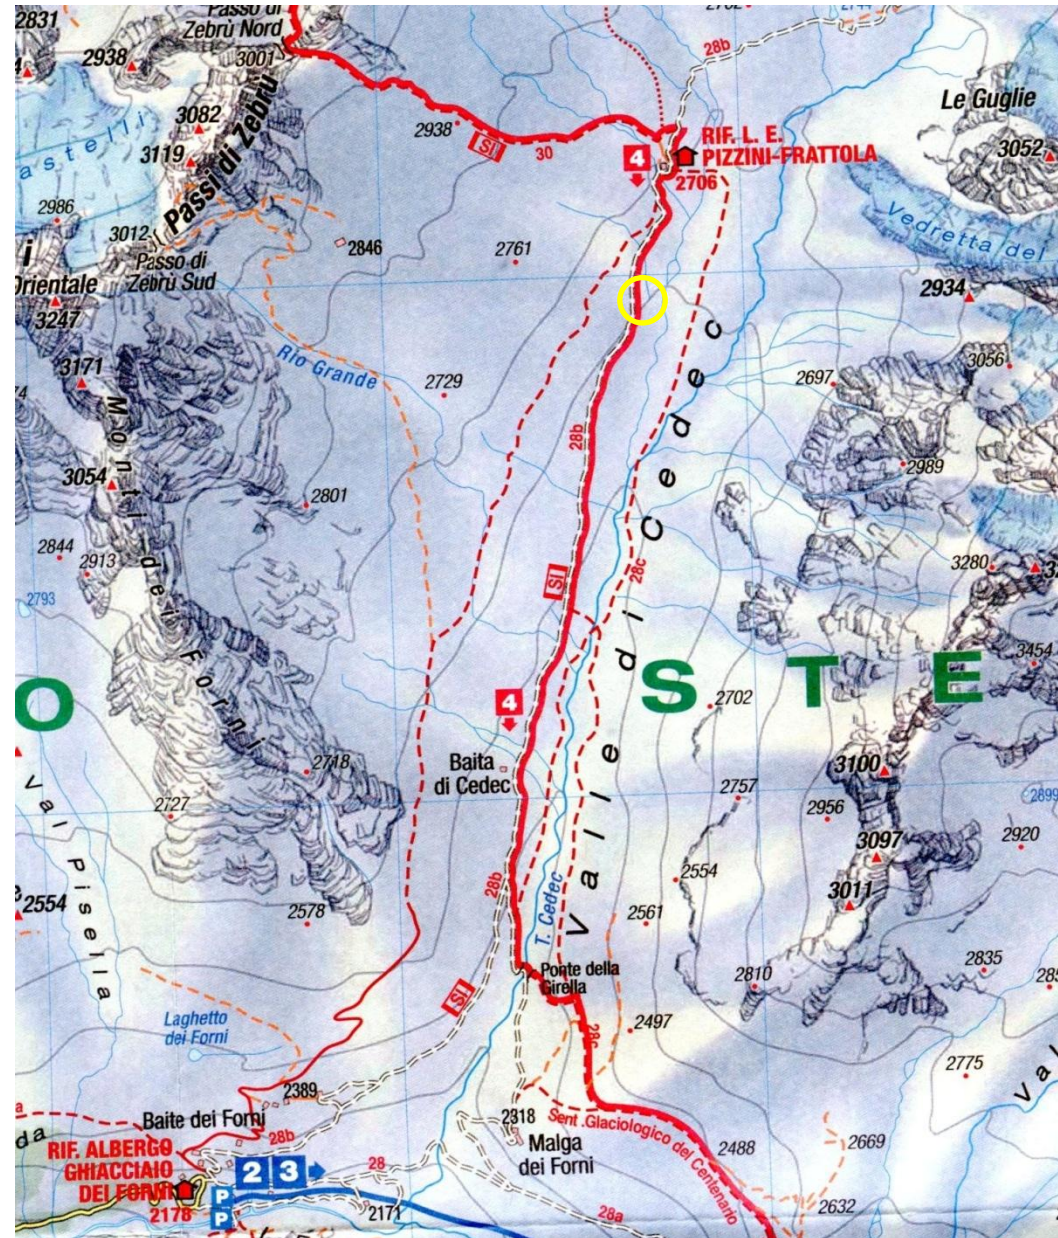 2831
Passo di
Zebrù Nord
2938
3001
28b
Le Guglie
3082
astelli
2938
SI
30
RIF. L. E.
PIZZINI-FRATTOLA
3052
3119
4
2706
Passi di Zebrù
2986
Vedretta dei
3012
2846
2761
i
Passo di
Zebrù Sud
Orientale
2934
3247
Rio Grande
3056
3171
2729
2697
28b
Monti dei Forni
3054
2989
2801
2844
2913
Valle di Cedec
28c
3280
SI
2793
3454
O
S T E
4
2702
Baita
di Cedec
2718
3100
2757
2727
2956
2899
2920
3097
Val Pisella
28b
2554
3011
2554
T. Cedec
2578
2561
Ponte della
Girella
2835
2810
SI
Laghetto
dei Forni
2497
28c
2775
Val
2389
a
Baite dei Forni
2318
Sent. Glaciologico del Centenario
da
28b
Malga
dei Forni
2488
2669
RIF. ALBERGO
GHIACCIAIO
DEI FORNI
2 3
28
P
P
2178
2171
28a
2632